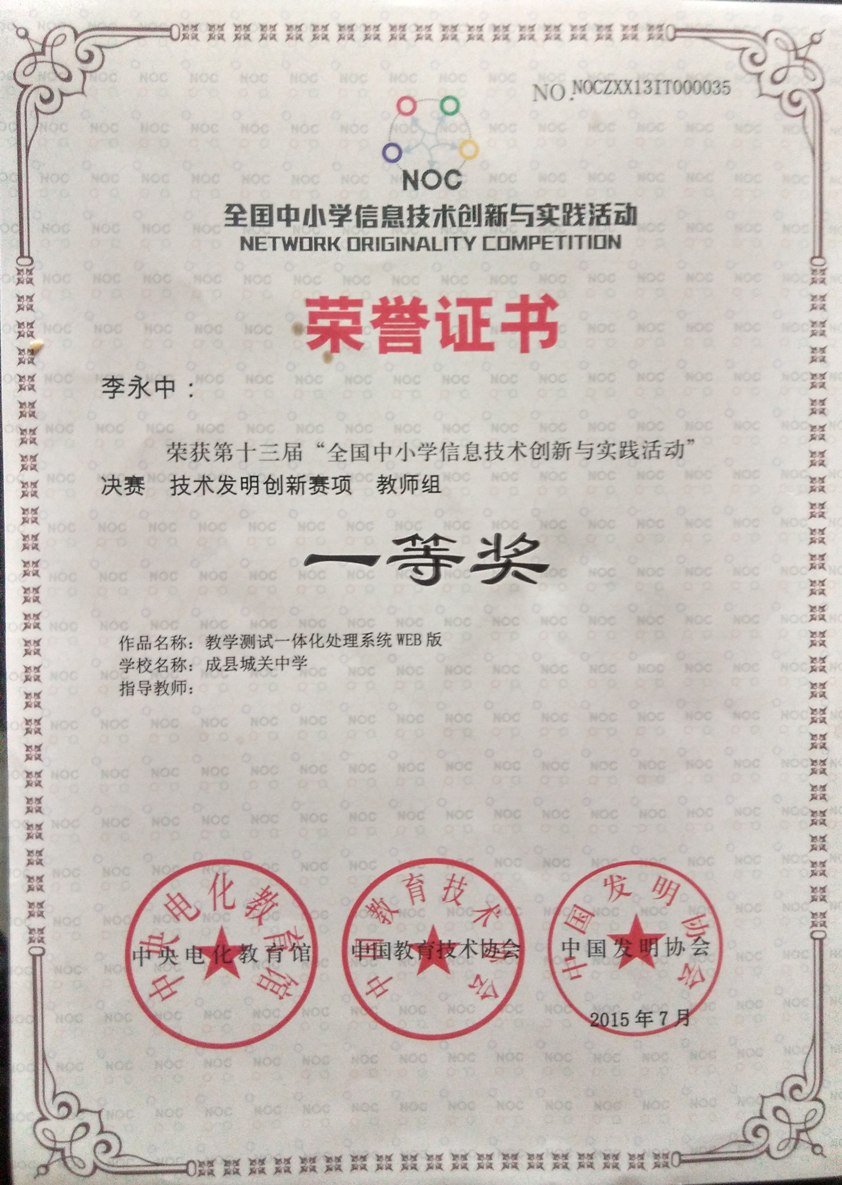 NO.NOCZXX13IT000035
NOC
全国中小学信息技术创新与实践活动
NETWORK ORIGINALITY COMPETITION
荣誉证书
李永中：
荣获第十三届“全国中小学信息技术创新与实践活动”
决赛 技术发明创新赛项 教师组
一等奖
作品名称：教学测试一体化处理系统WEB版
学校名称：成县城关中学
指导教师：
中央电化教育馆
中国教育技术协会
中国发明协会
中央电化教育馆 中国教育技术协会 中国发明协会
2015年7月